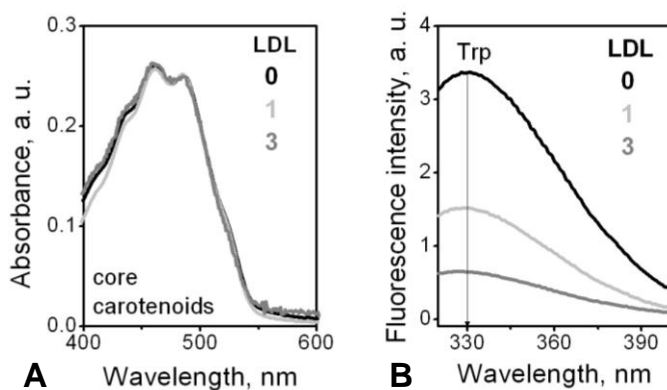 0.3
0.2
0.1
0.0
400
500
600
Absorbance, a. u.
Wavelength, nm
LDL
0
1
3
core
carotenoids
A
4
3
2
1
0
330
360
390
Fluorescence intensity, a. u.
Wavelength, nm
Trp
LDL
0
1
3
B